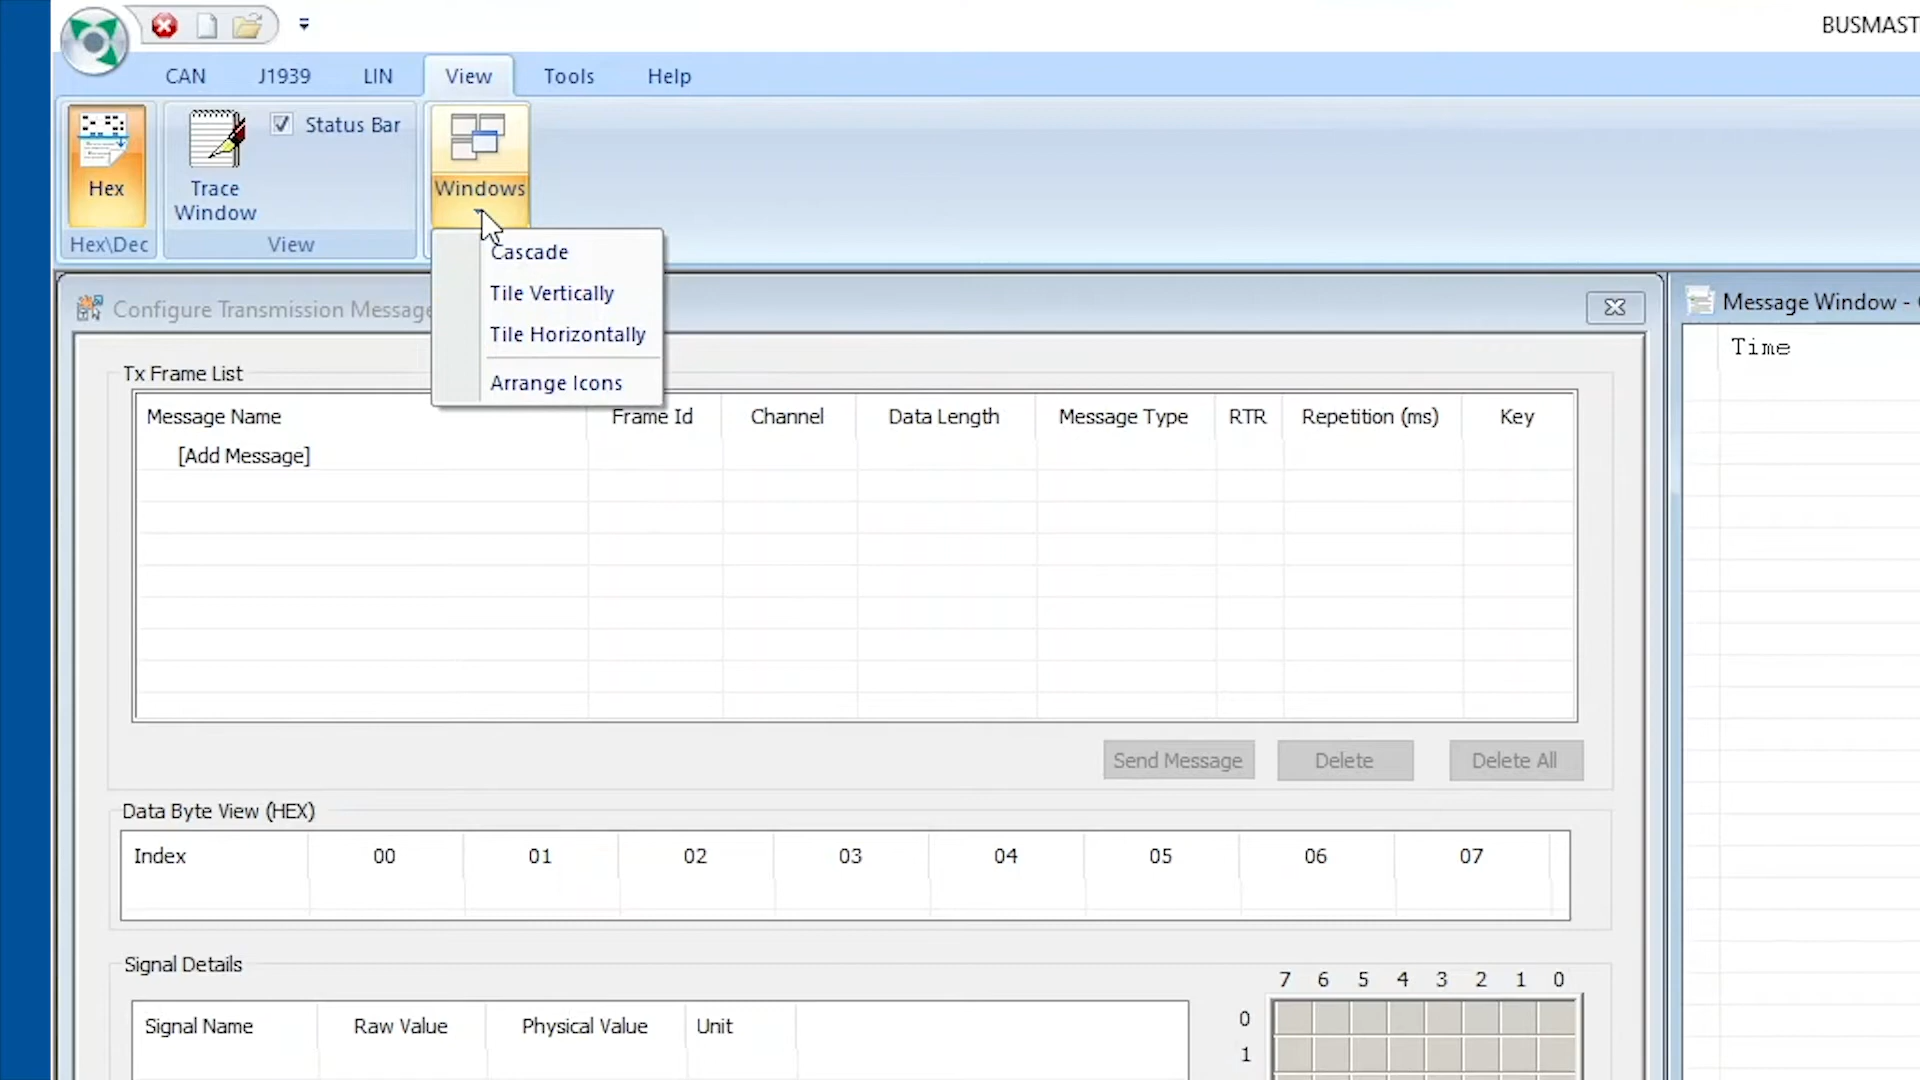 BUSMAST
CAN J1939 LIN View Tools Help
Hex
Trace
Window
Status Bar
Windows
Hex\Dec
View
Cascade
Tile Vertically
Tile Horizontally
Arrange Icons
Configure Transmission Message
Message Window -
Time
Tx Frame List
Message Name Frame Id Channel Data Length Message Type RTR Repetition (ms) Key
[Add Message]
Send Message Delete Delete All
Data Byte View (HEX)
Index 00 01 02 03 04 05 06 07
Signal Details
7 6 5 4 3 2 1 0
Signal Name Raw Value Physical Value Unit
0
1